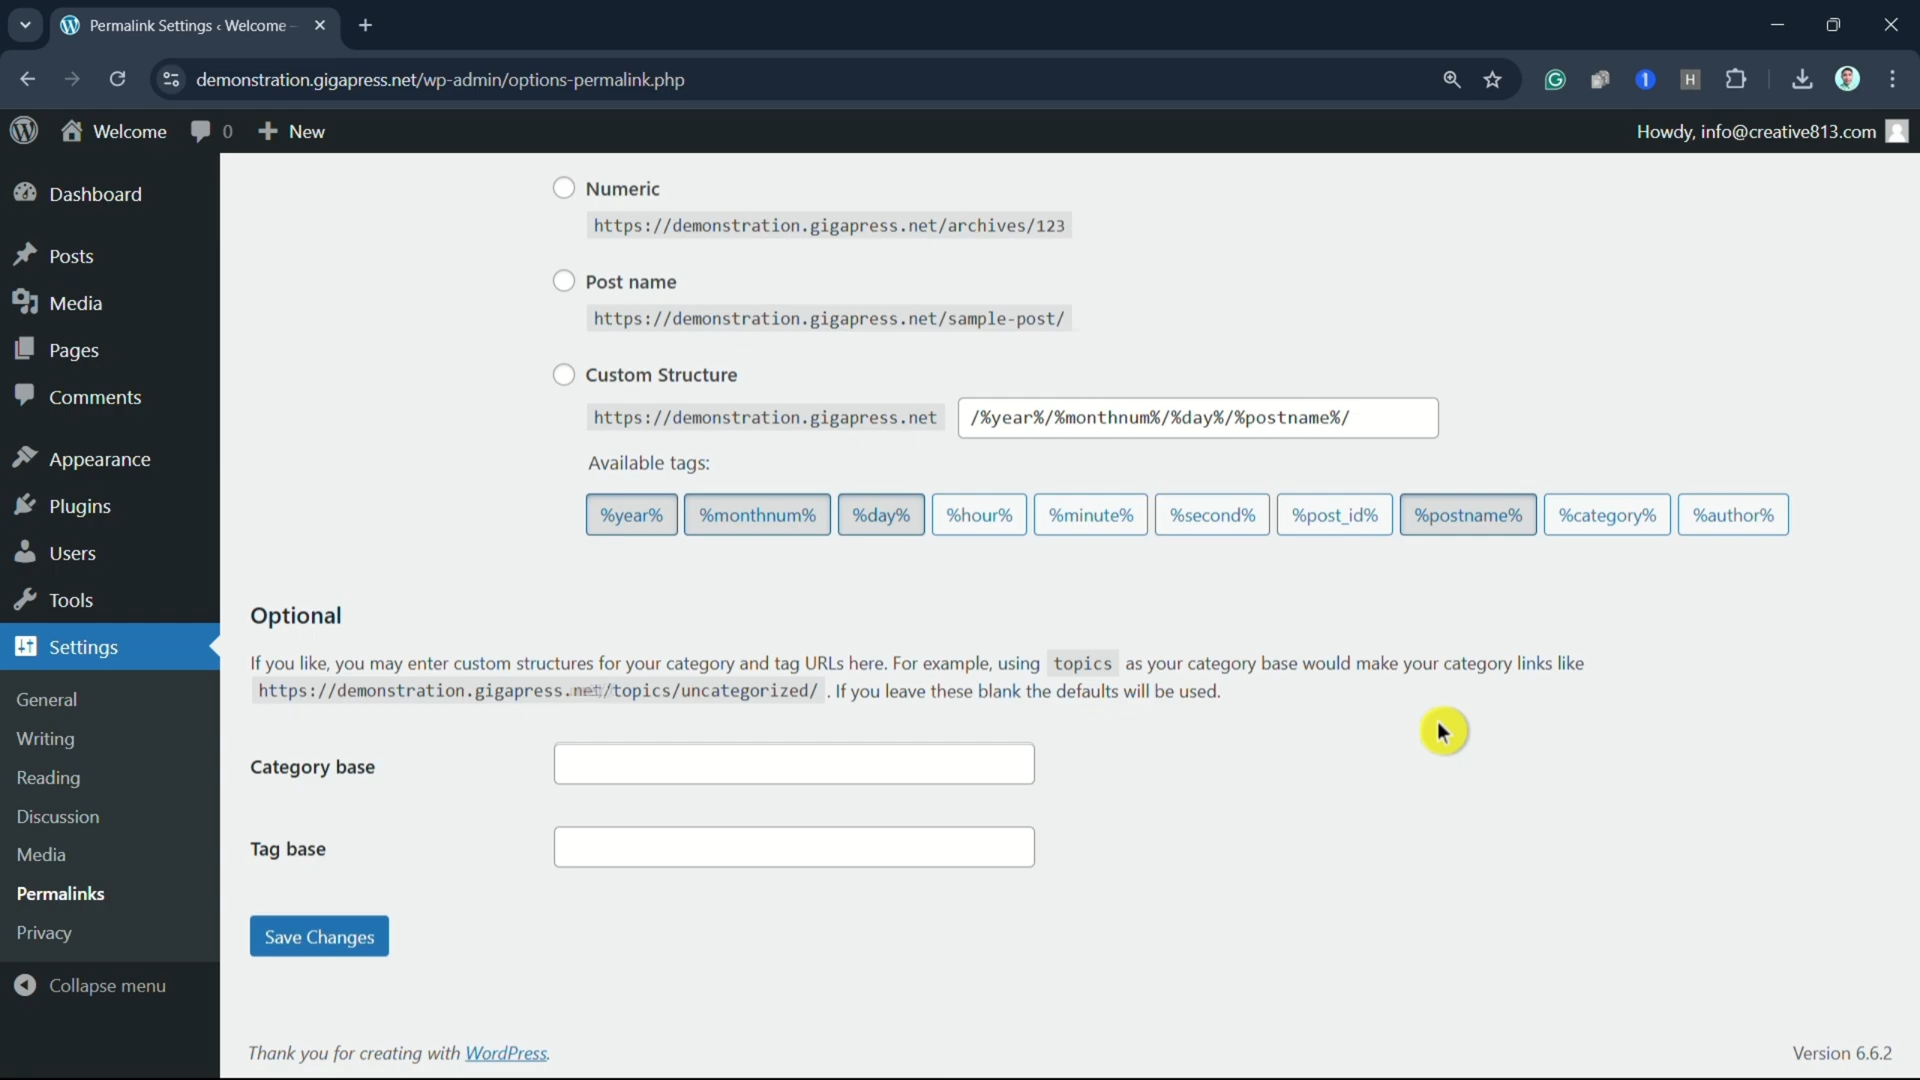 Permalink Settings ‹ Welcome –
demonstration.gigapress.net/wp-admin/options-permalink.php
Welcome 0 New
Howdy, info@creative813.com
Dashboard
Posts
Media
Pages
Comments
Appearance
Plugins
Users
Tools
Settings
General
Writing
Reading
Discussion
Media
Permalinks
Privacy
Collapse menu
Numeric
https://demonstration.gigapress.net/archives/123
Post name
https://demonstration.gigapress.net/sample-post/
Custom Structure
https://demonstration.gigapress.net /%year%/%monthnum%/%day%/%postname%/
Available tags:
%year% %monthnum% %day% %hour% %minute% %second% %post_id% %postname% %category% %author%
Optional
If you like, you may enter custom structures for your category and tag URLs here. For example, using topics as your category base would make your category links like
https://demonstration.gigapress.net/topics/uncategorized/ . If you leave these blank the defaults will be used.
Category base
Tag base
Save Changes
Thank you for creating with WordPress.
Version 6.6.2